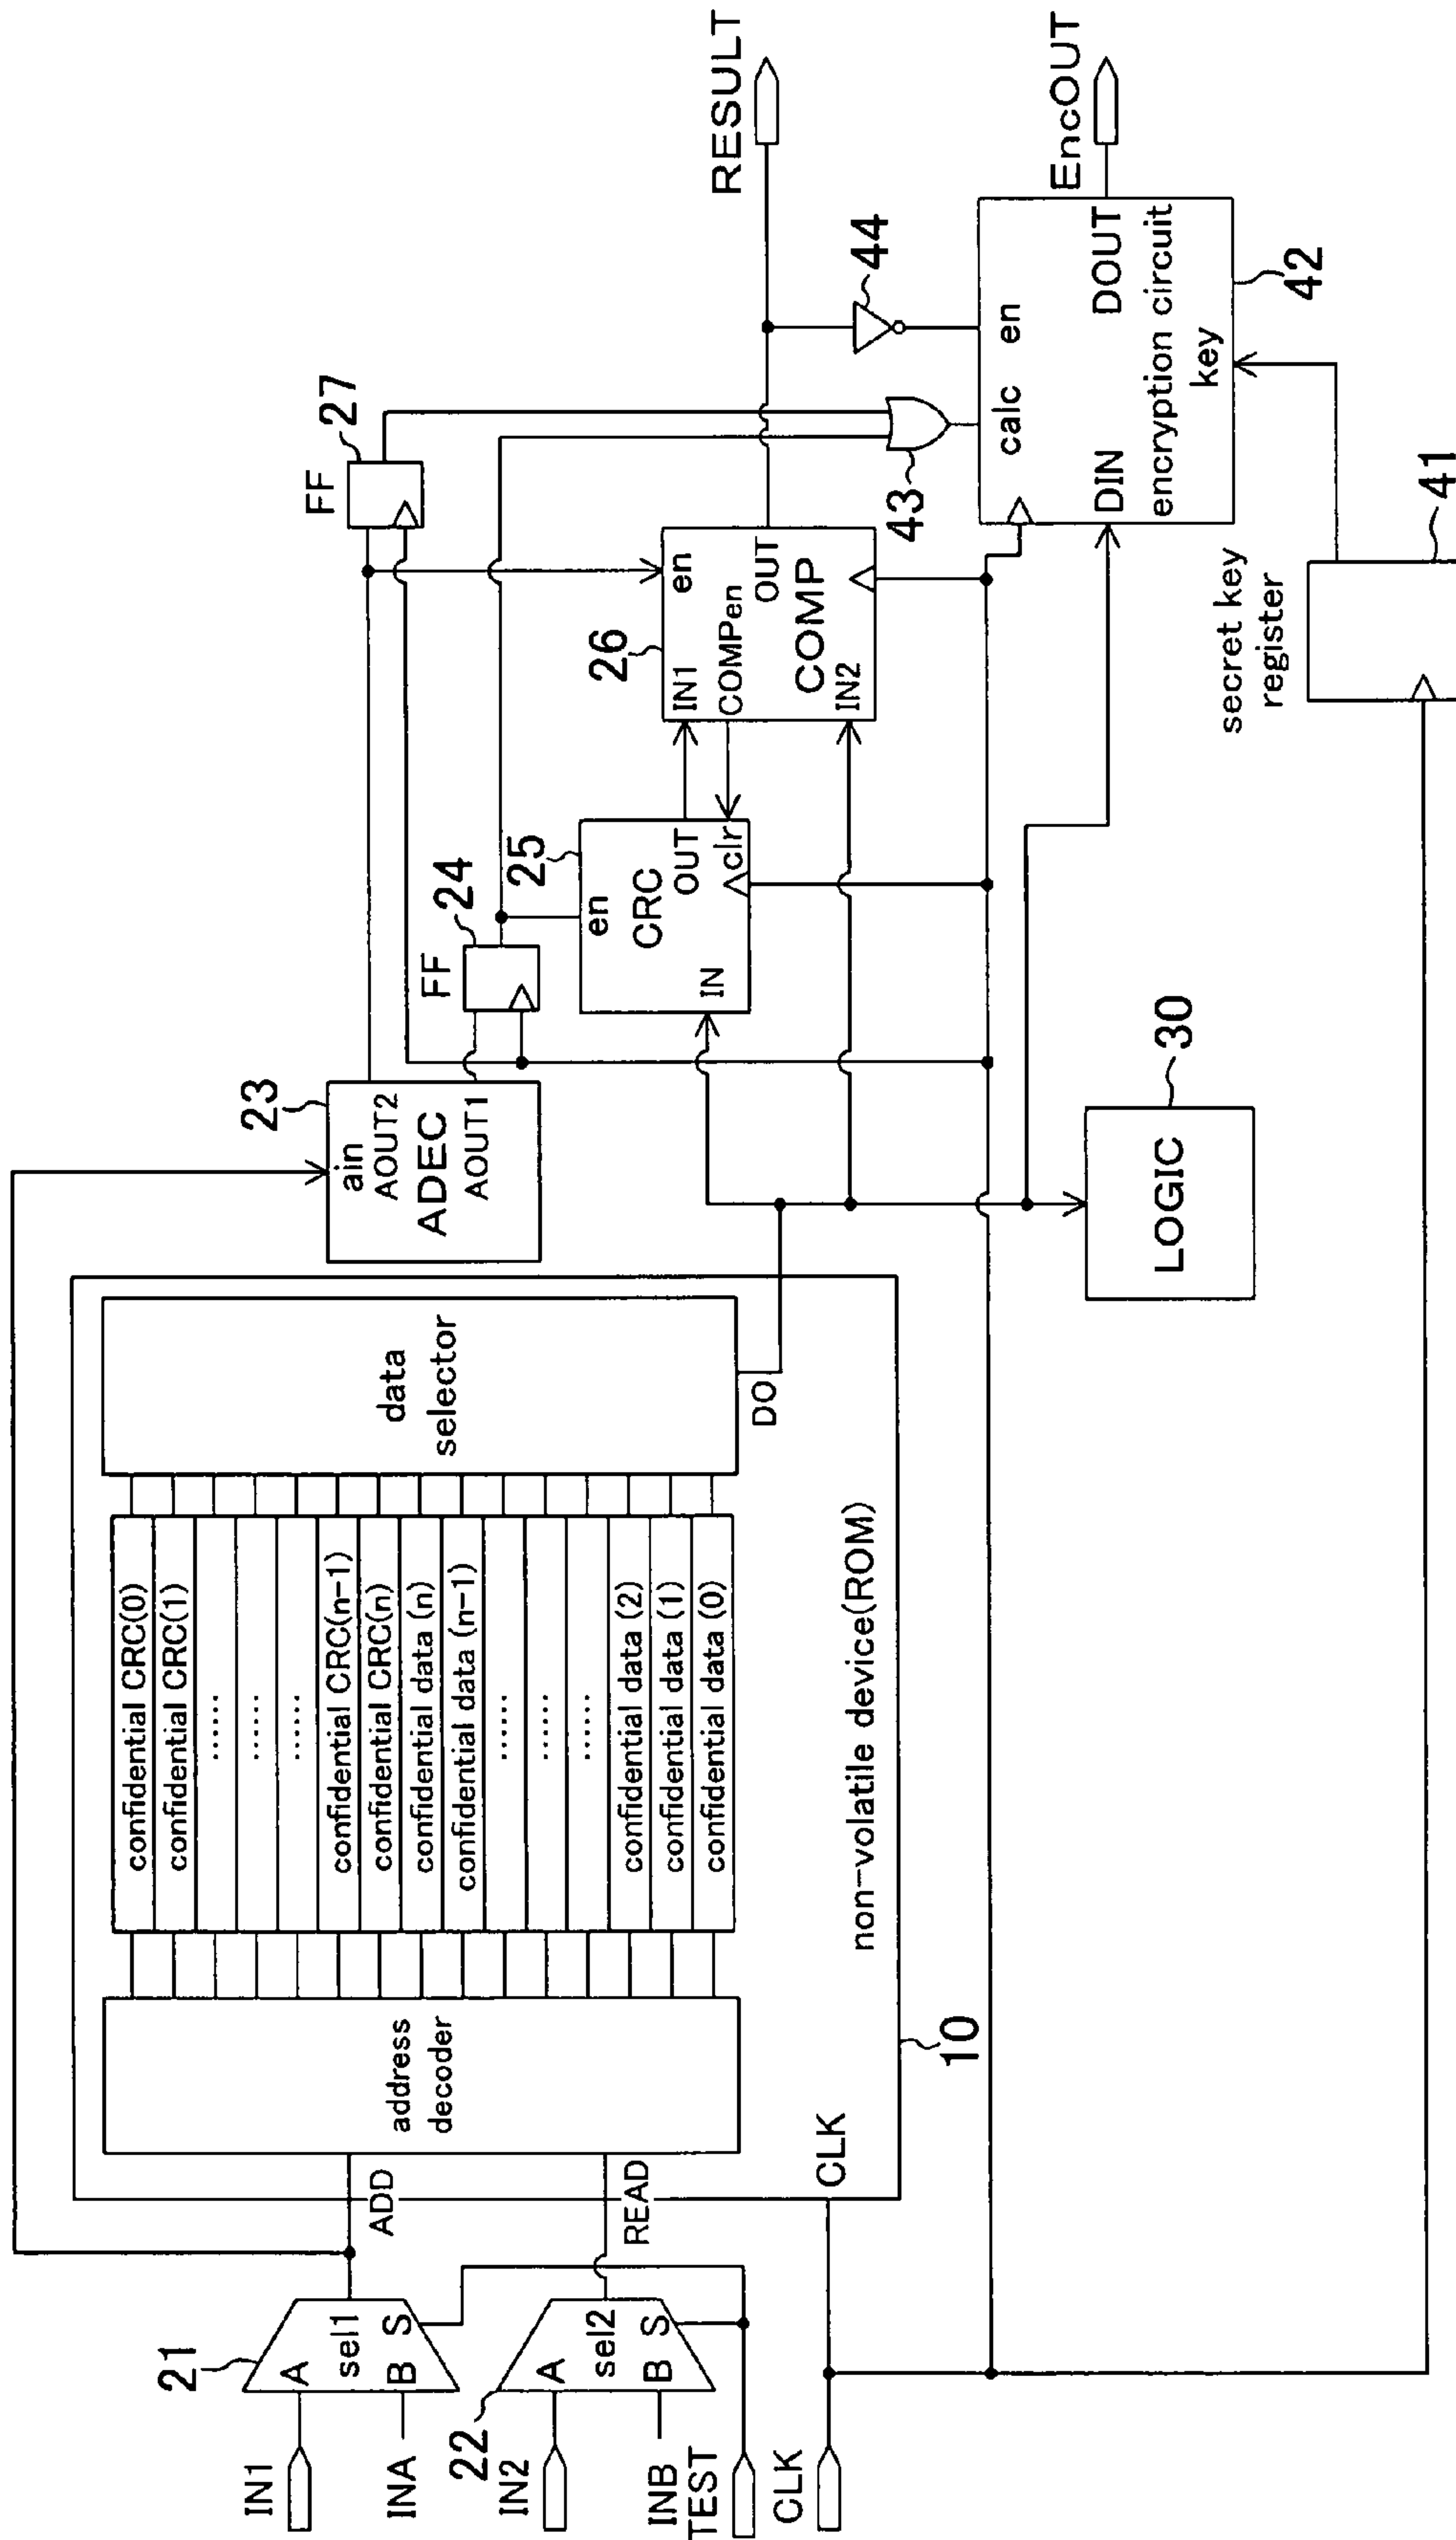 IN1
INA
IN2
INB
TEST
CLK
21
A
sel1
B S
22
A
sel2
B S
ADD
READ
CLK
address
decoder
confidential CRC(0)
confidential CRC(1)
......
......
......
confidential CRC(n-1)
confidential CRC(n)
confidential data (n)
confidential data (n-1)
......
......
......
confidential data (2)
confidential data (1)
confidential data (0)
data
selector
DO
non-volatile device(ROM)
10
23
ain
AOUT2
ADEC
AOUT1
FF
24
25
en
CRC
OUT
IN
clr
LOGIC
30
FF
27
26
IN1
en
COMPen
OUT
COMP
IN2
43
44
RESULT
calc
en
DIN
DOUT
encryption circuit
key
42
EncOUT
secret key
register
41